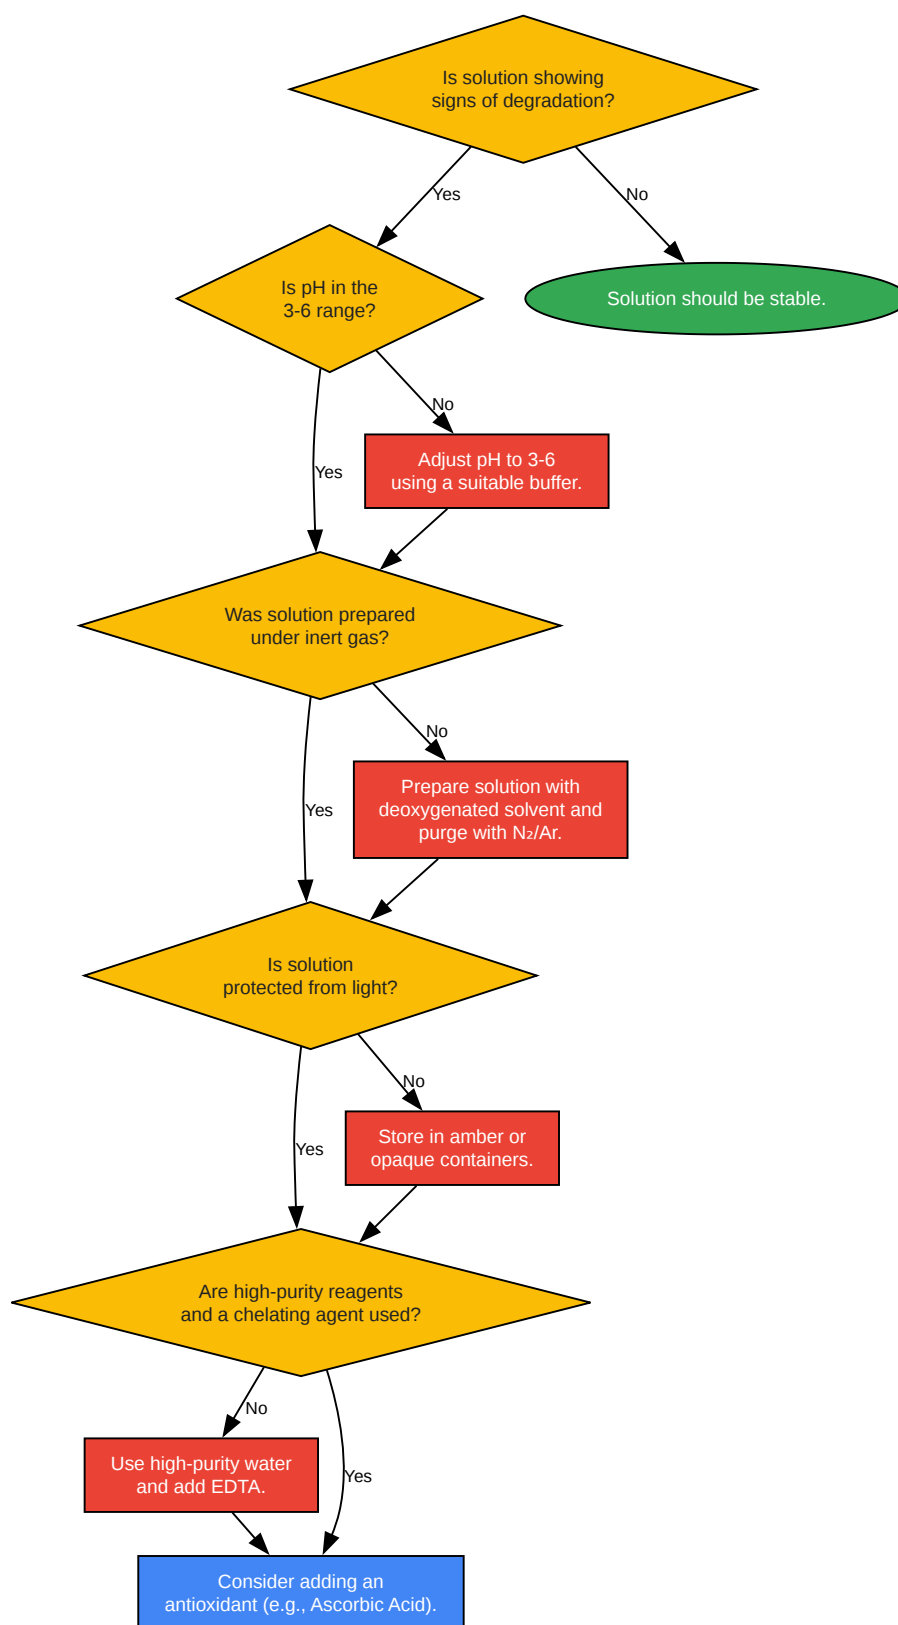 Is solution showing
signs of degradation?
Yes
No
Is pH in the
3-6 range?
Solution should be stable.
No
Adjust pH to 3-6
using a suitable buffer.
Yes
Was solution prepared
under inert gas?
No
Prepare solution with
deoxygenated solvent and
purge with N₂/Ar.
Yes
Is solution
protected from light?
No
Store in amber or
opaque containers.
Yes
Are high-purity reagents
and a chelating agent used?
No
Use high-purity water
and add EDTA.
Yes
Consider adding an
antioxidant (e.g., Ascorbic Acid).